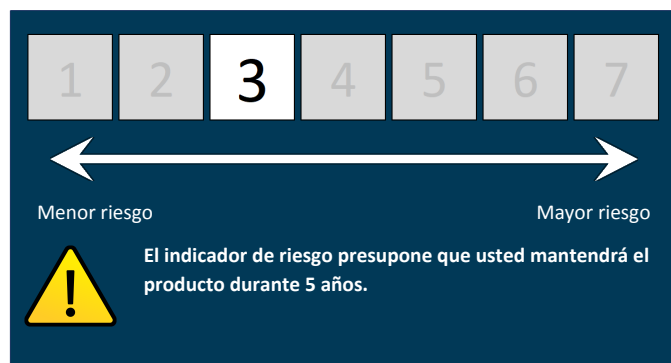 1 2 3 4 5 6 7
Menor riesgo Mayor riesgo
El indicador de riesgo presupone que usted mantendrá el
producto durante 5 años.